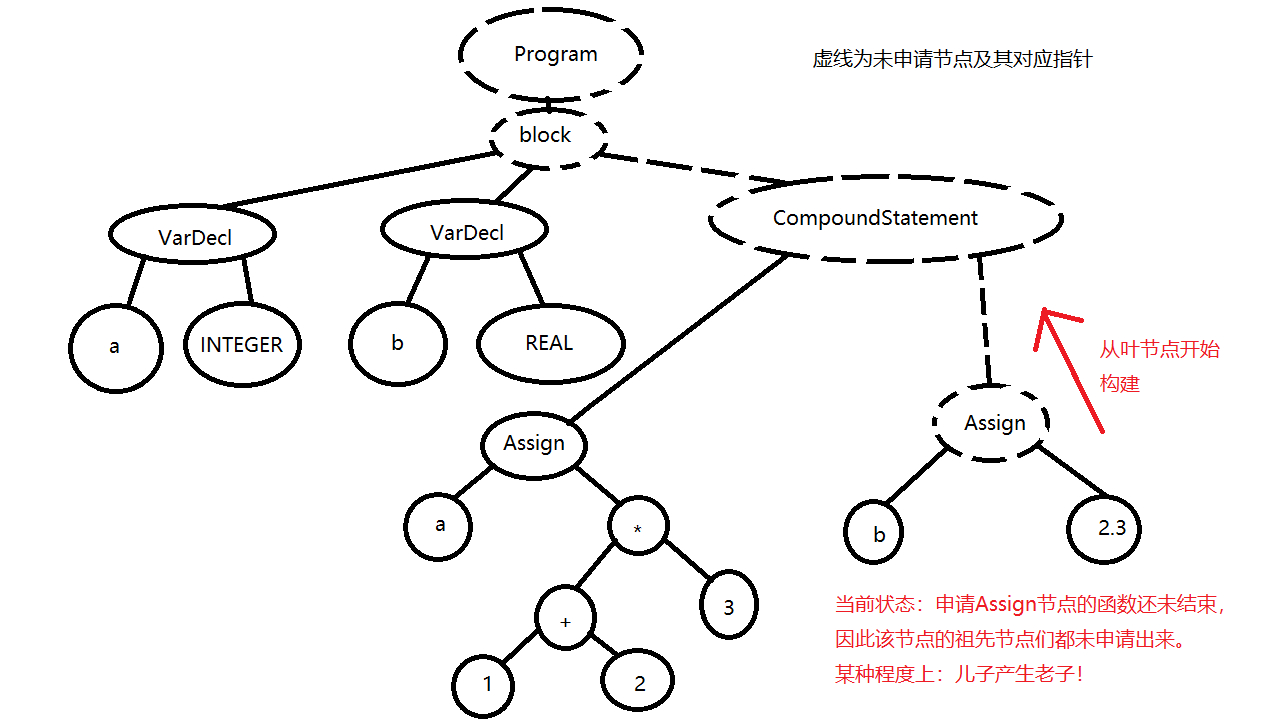 Program
虚线为未申请节点及其对应指针
block
VarDecl
VarDecl
CompoundStatement
a
INTEGER
b
REAL
从叶节点开始
构建
Assign
Assign
a
*
b
2.3
+
3
1
2
当前状态：申请Assign节点的函数还未结束，
因此该节点的祖先节点们都未申请出来。
某种程度上：儿子产生老子！